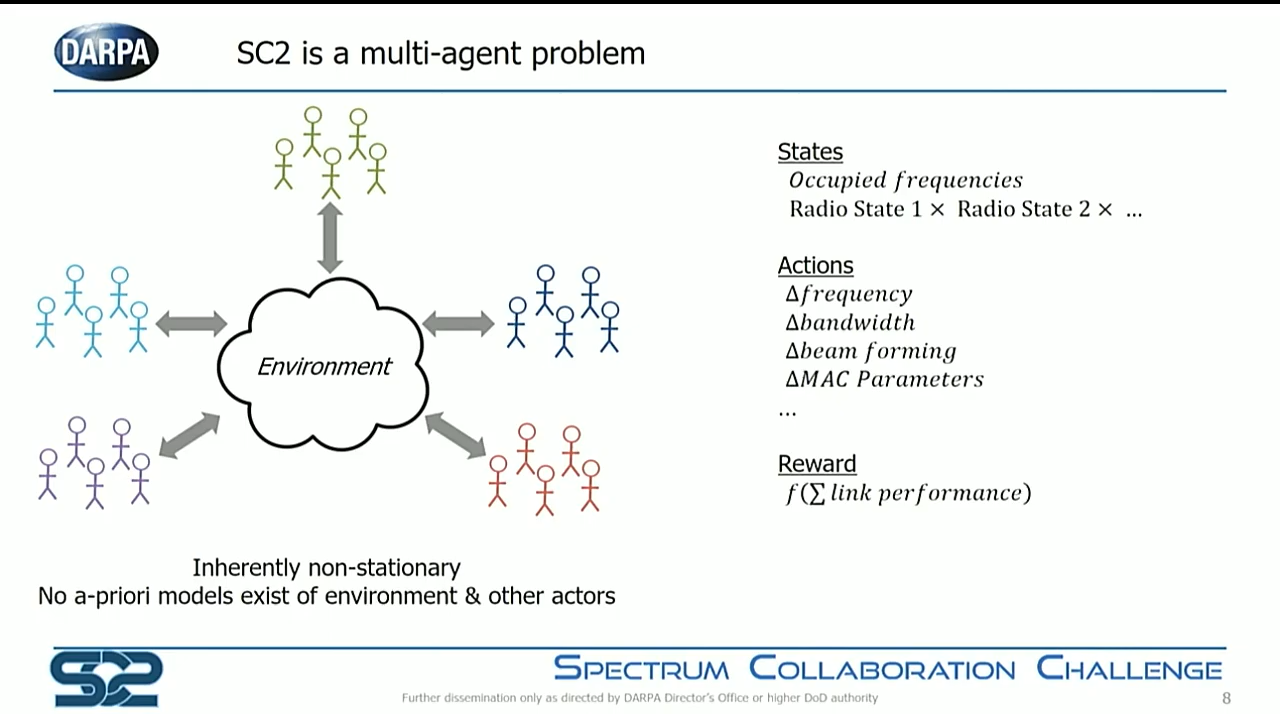 DARPA
SC2 is a multi-agent problem
Environment
Inherently non-stationary
No a-priori models exist of environment & other actors
States
Occupied frequencies
Radio State 1 × Radio State 2 × ...
Actions
Δfrequency
Δbandwidth
Δbeam forming
ΔMAC Parameters
...
Reward
f(∑ link performance)
SC2
SPECTRUM COLLABORATION CHALLENGE
Further dissemination only as directed by DARPA Director's Office or higher DoD authority
8